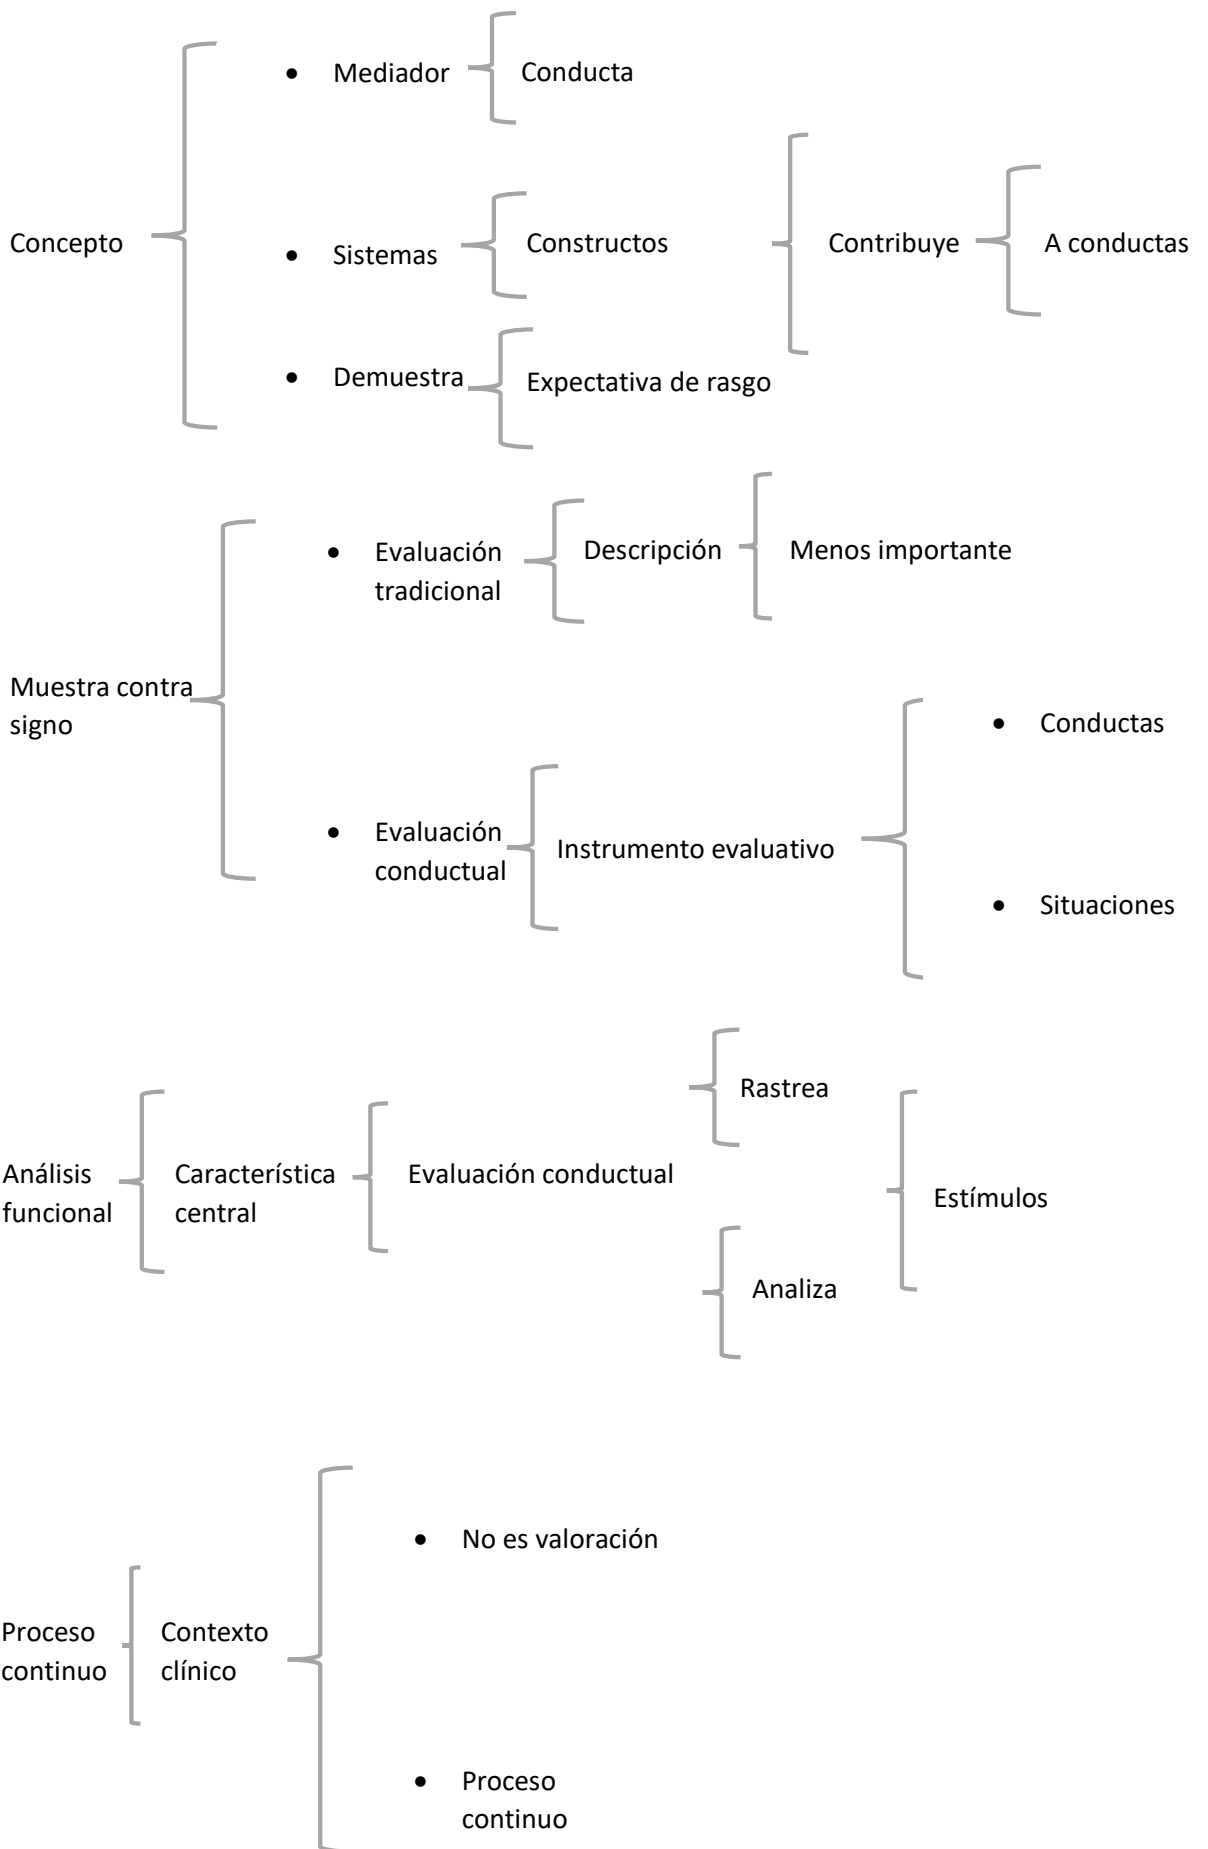 • Mediador
Conducta
Concepto
• Sistemas
Constructos
Contribuye
A conductas
• Demuestra
Expectativa de rasgo
Muestra contra
signo
• Evaluación
tradicional
Descripción
Menos importante
• Evaluación
conductual
Instrumento evaluativo
• Conductas
• Situaciones
Análisis
funcional
Característica
central
Evaluación conductual
Rastrea
Analiza
Estímulos
Proceso
continuo
Contexto
clínico
• No es valoración
• Proceso
continuo